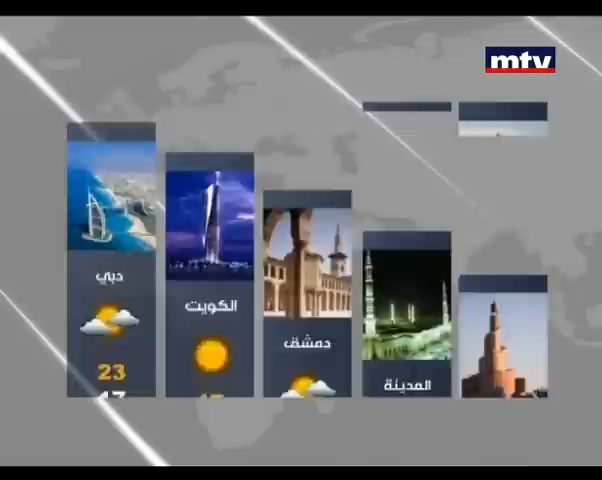 mtv
دبي
الكويت
دمشق
المدينة
23